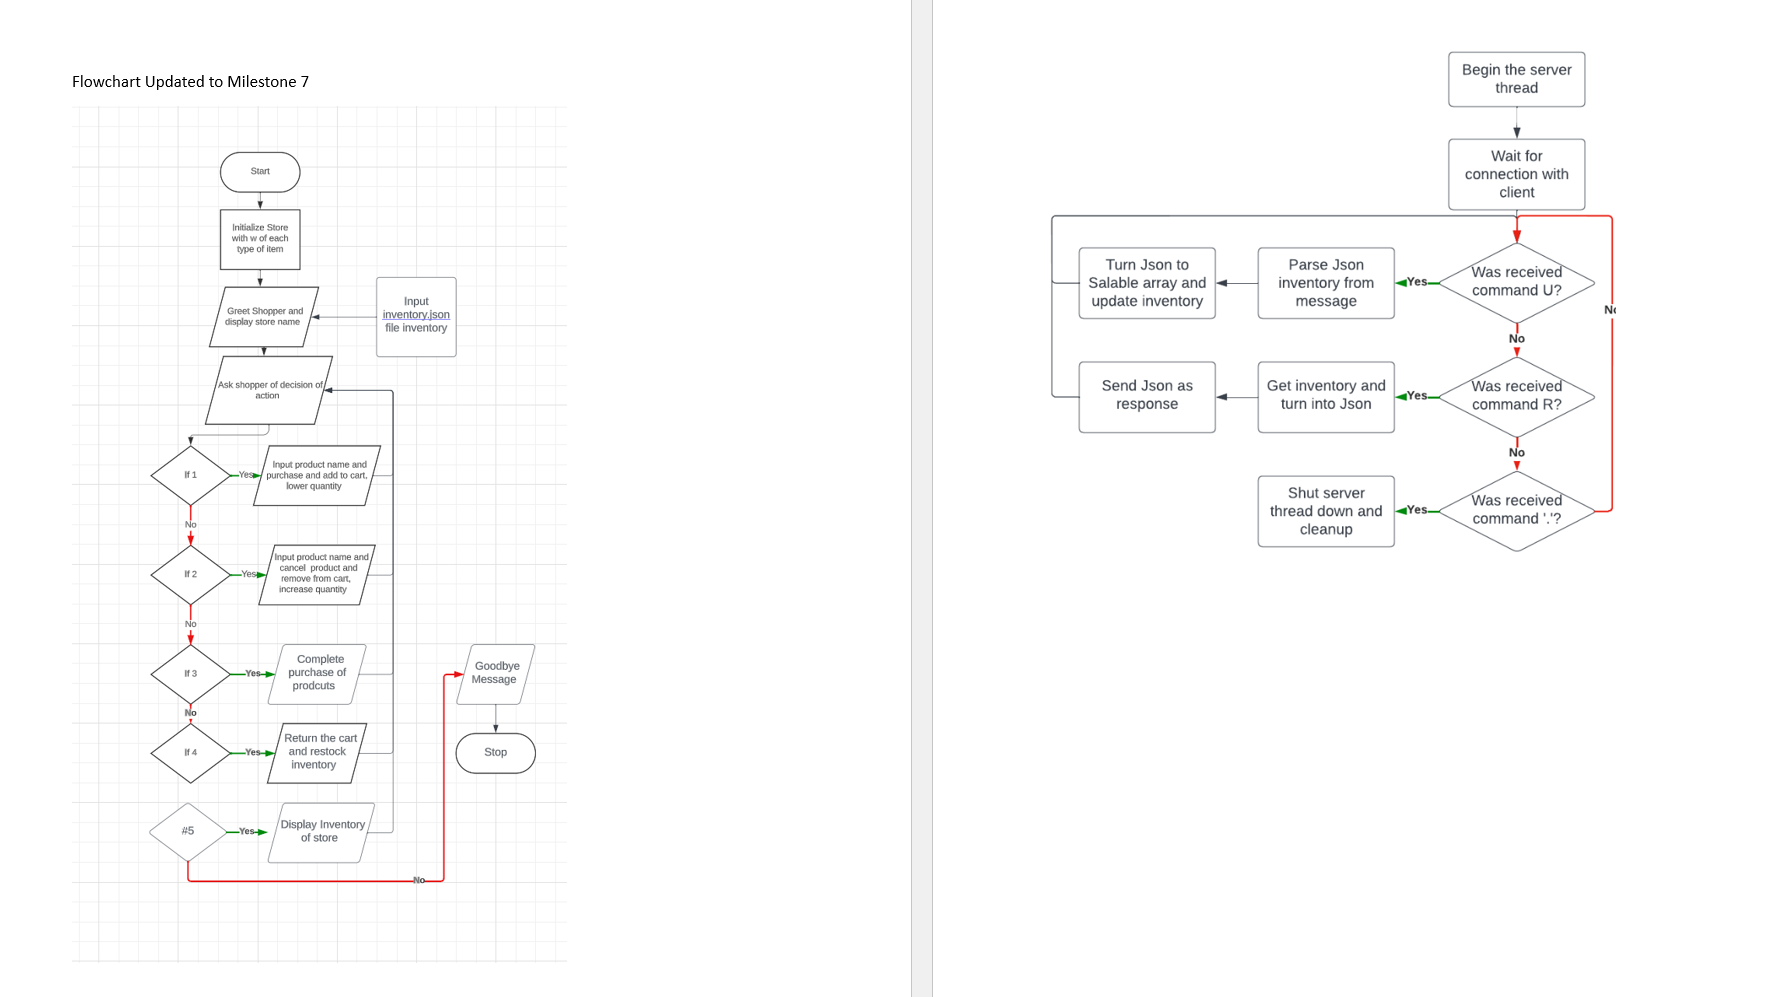 Flowchart Updated to Milestone 7
Start
Initialize Store
with w of each
type of item
Greet Shopper and
display store name
Input
inventory.json
file inventory
Ask shopper of decision of
action
If 1
Yes
Input product name and
purchase and add to cart,
lower quantity
No
If 2
Yes
Input product name and
cancel product and
remove from cart,
increase quantity
No
If 3
Yes
Complete
purchase of
prodcuts
No
If 4
Yes
Return the cart
and restock
inventory
#5
Yes
Display Inventory
of store
No
Goodbye
Message
Stop
Begin the server
thread
Wait for
connection with
client
Was received
command U?
Yes
Parse Json
inventory from
message
Turn Json to
Salable array and
update inventory
No
No
Was received
command R?
Yes
Get inventory and
turn into Json
Send Json as
response
No
Was received
command '.'?
Yes
Shut server
thread down and
cleanup